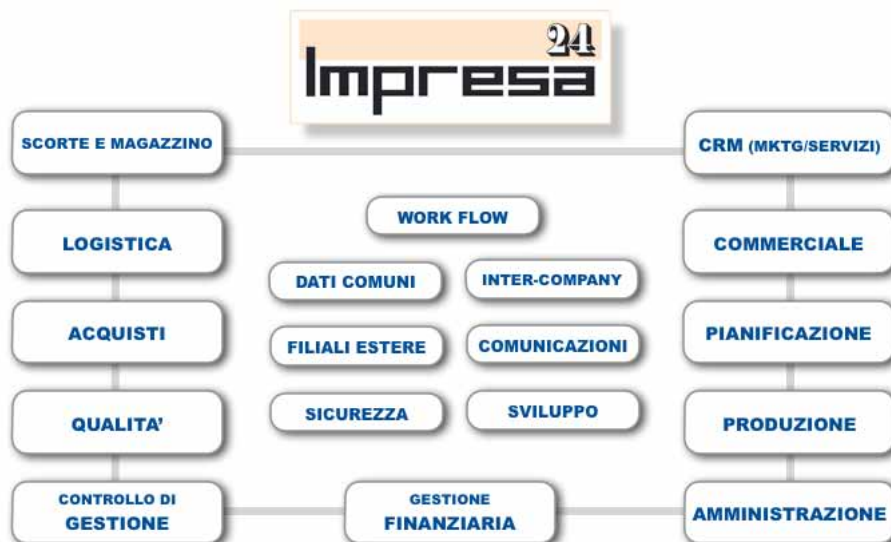 24
Impresa
SCORTE E MAGAZZINO
CRM (MKTG/SERVIZI)
WORK FLOW
LOGISTICA
COMMERCIALE
DATI COMUNI
INTER-COMPANY
ACQUISTI
FILIALI ESTERE
COMUNICAZIONI
PIANIFICAZIONE
QUALITA’
SICUREZZA
SVILUPPO
PRODUZIONE
CONTROLLO DI
GESTIONE
GESTIONE
FINANZIARIA
AMMINISTRAZIONE